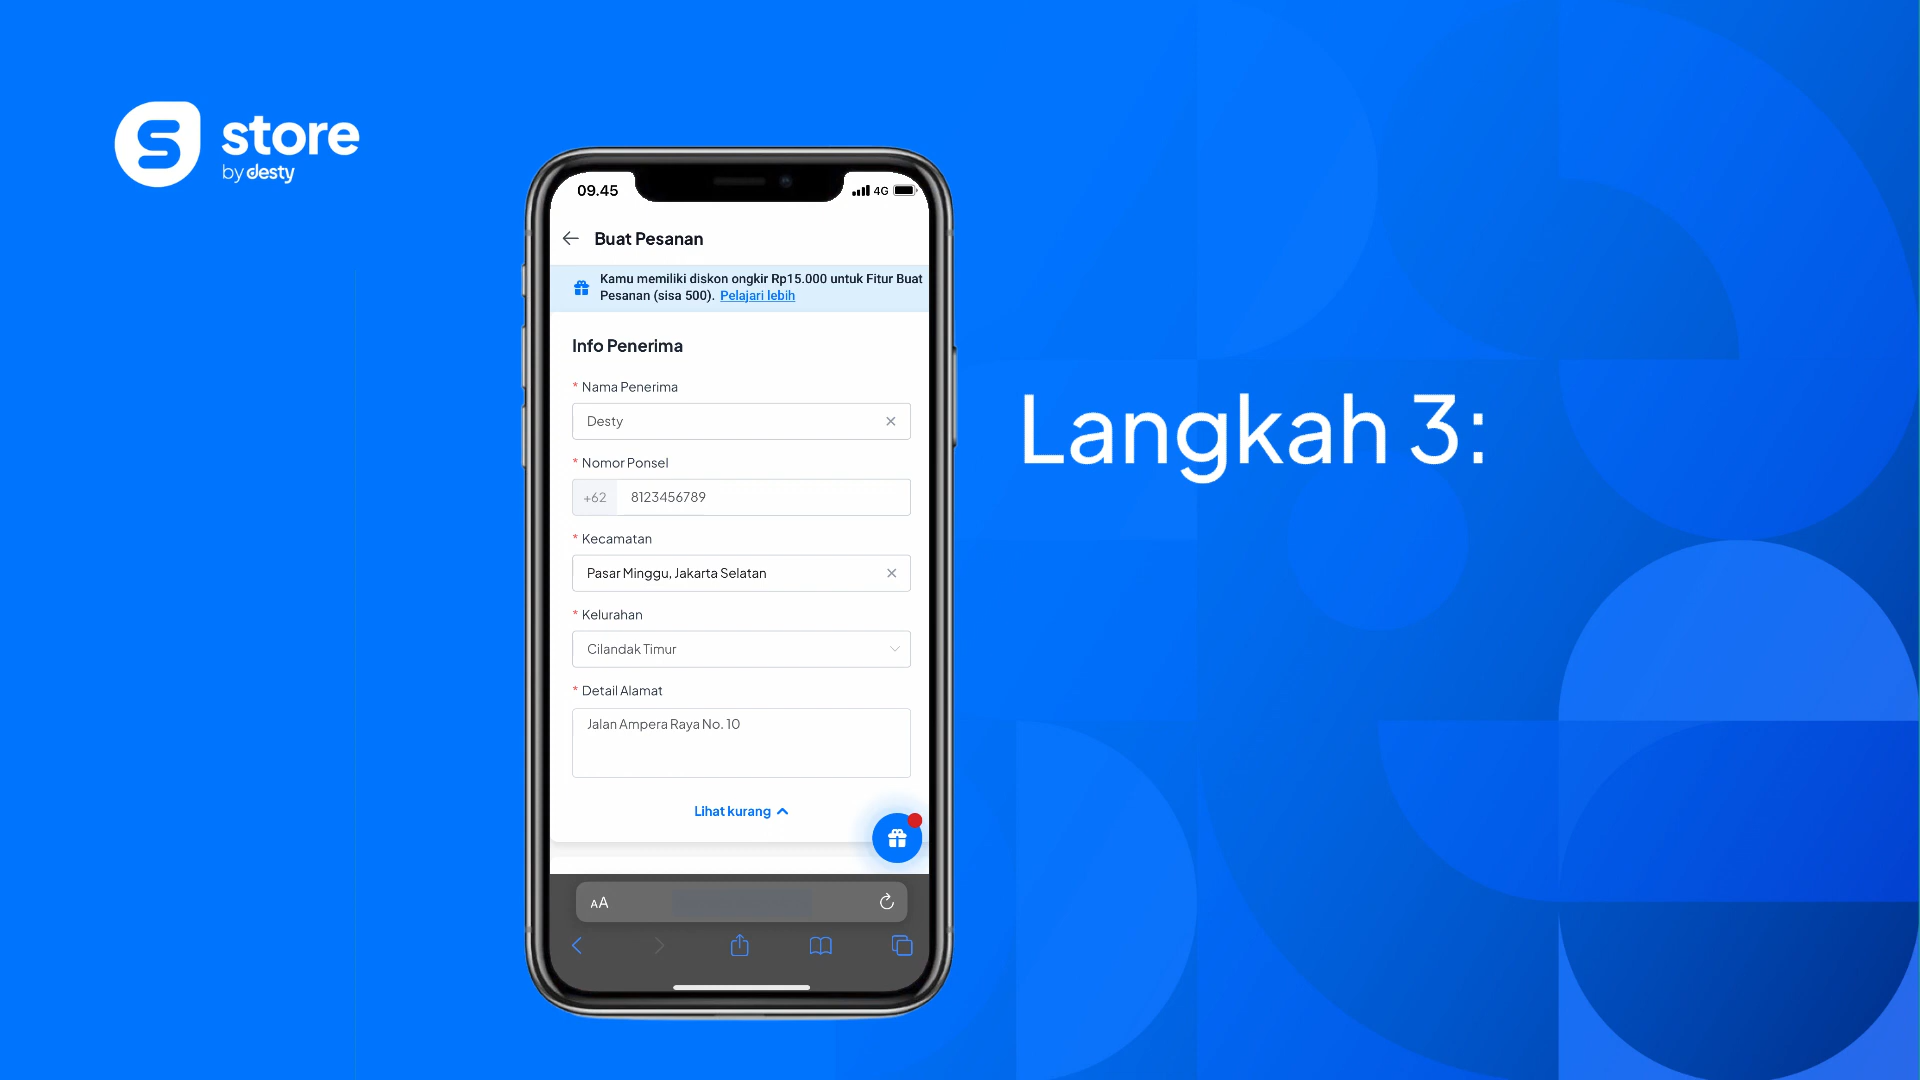 store
by desty
09.45
4G
Buat Pesanan
Kamu memiliki diskon ongkir Rp15.000 untuk Fitur Buat
Pesanan (sisa 500). Pelajari lebih
Info Penerima
* Nama Penerima
Desty
* Nomor Ponsel
+62 8123456789
* Kecamatan
Pasar Minggu, Jakarta Selatan
* Kelurahan
Cilandak Timur
* Detail Alamat
Jalan Ampera Raya No. 10
Lihat kurang
AA
Langkah 3: